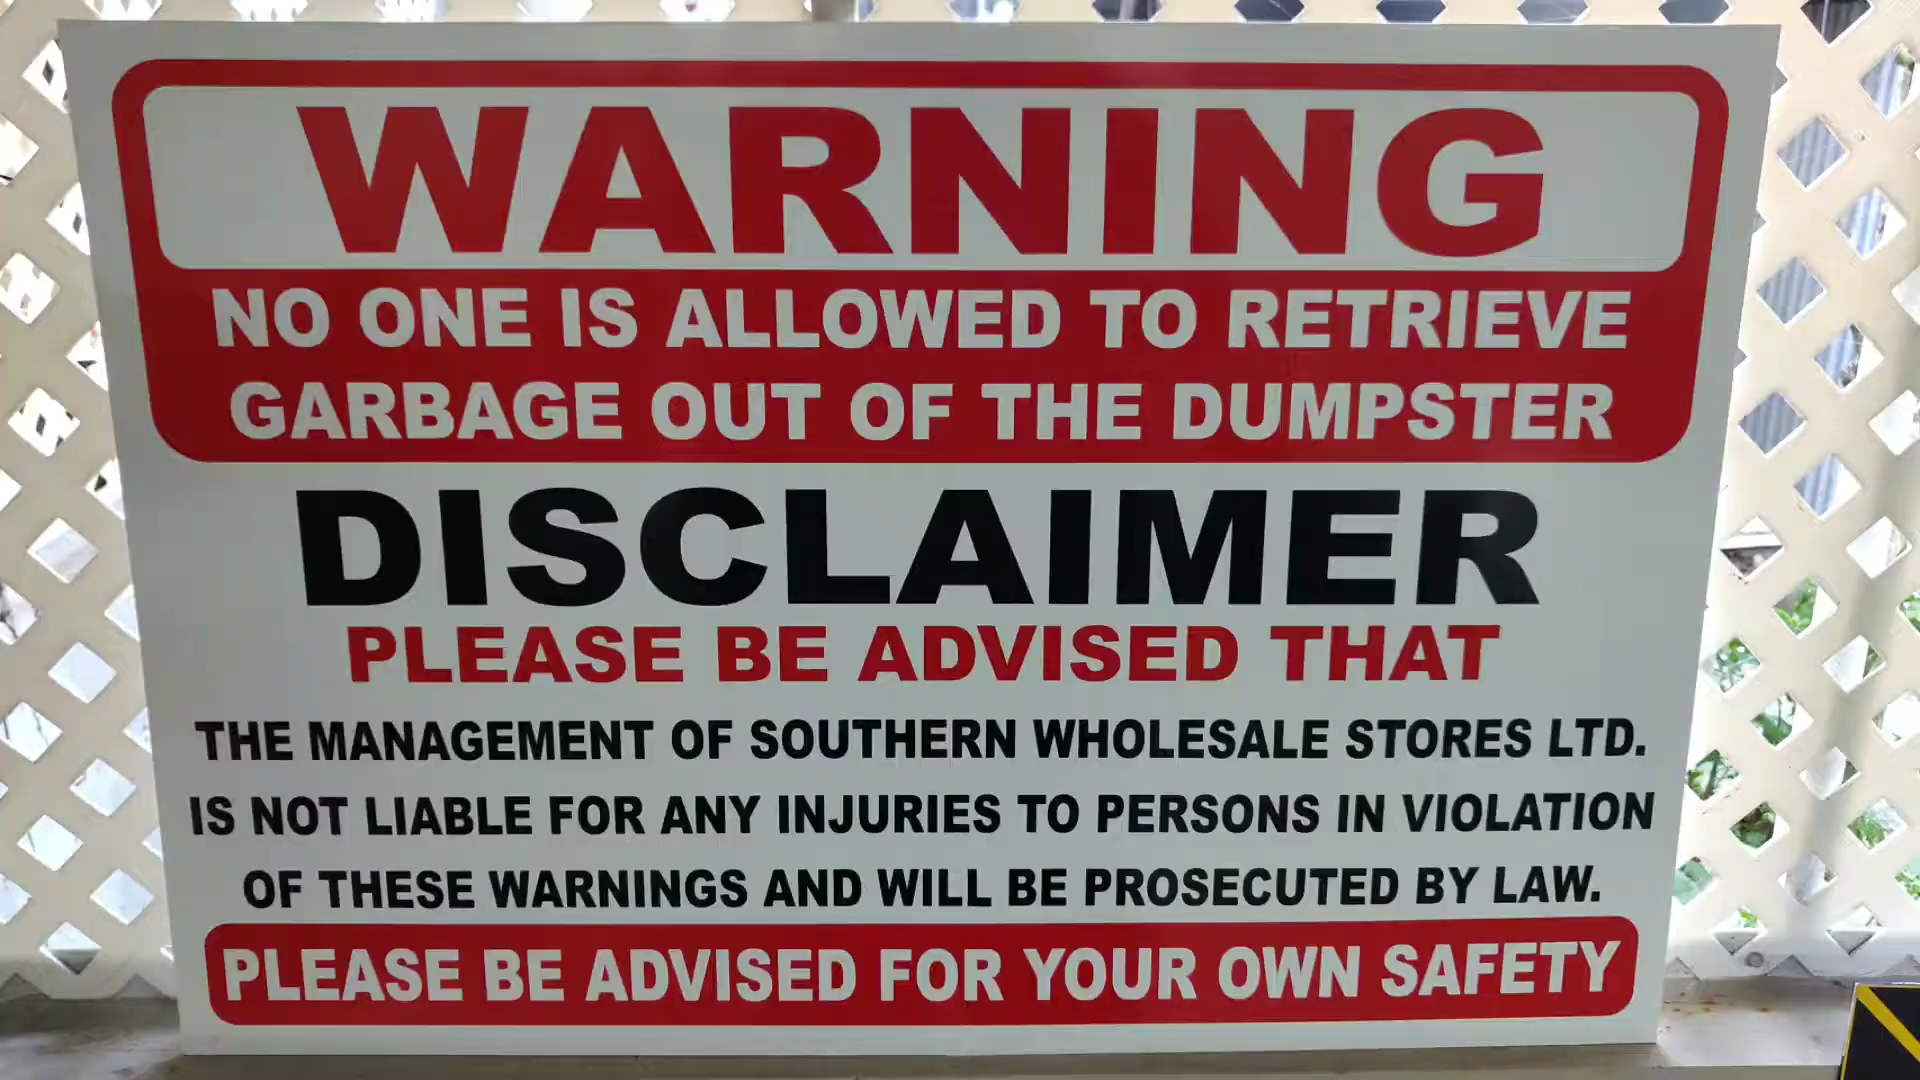 WARNING
NO ONE IS ALLOWED TO RETRIEVE
GARBAGE OUT OF THE DUMPSTER
DISCLAIMER
PLEASE BE ADVISED THAT
THE MANAGEMENT OF SOUTHERN WHOLESALE STORES LTD.
IS NOT LIABLE FOR ANY INJURIES TO PERSONS IN VIOLATION
OF THESE WARNINGS AND WILL BE PROSECUTED BY LAW.
PLEASE BE ADVISED FOR YOUR OWN SAFETY